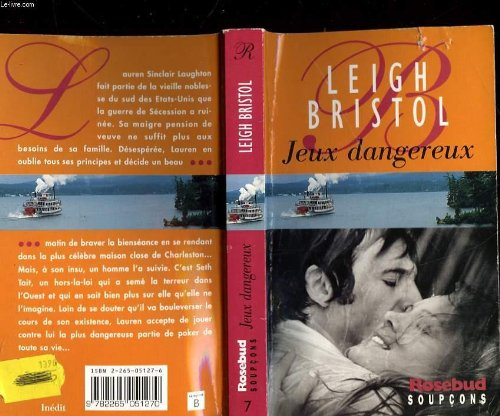 Le-livre.com
Lauren Sinclair Laughton
fait partie de la vieille nobles-
se du sud des Etats-Unis que
la guerre de Sécession a rui-
née. Sa maigre pension de
veuve ne suffit plus aux
besoins de sa famille. Désespérée, Lauren en
oublie tous ses principes et décide un beau •••
••• matin de braver la bienséance en se rendant
dans la plus célèbre maison close de Charleston...
Mais, à son insu, un homme l'a suivie. C'est Seth
Tait, un hors-la-loi qui a semé la terreur dans
l'Ouest et qui en sait bien plus sur elle qu'elle ne
l'imagine. Loin de se douter qu'il va bouleverser le
cours de son existence, Lauren accepte de jouer
contre lui la plus dangereuse partie de poker de
toute sa vie...
Inédit
ISBN 2-265-05127-6
9 782265 051270
B
R
LEIGH BRISTOL
Jeux dangereux
Rosebud
SOUPÇONS
7
B
LEIGH
BRISTOL
Jeux dangereux
Rosebud
SOUPÇONS